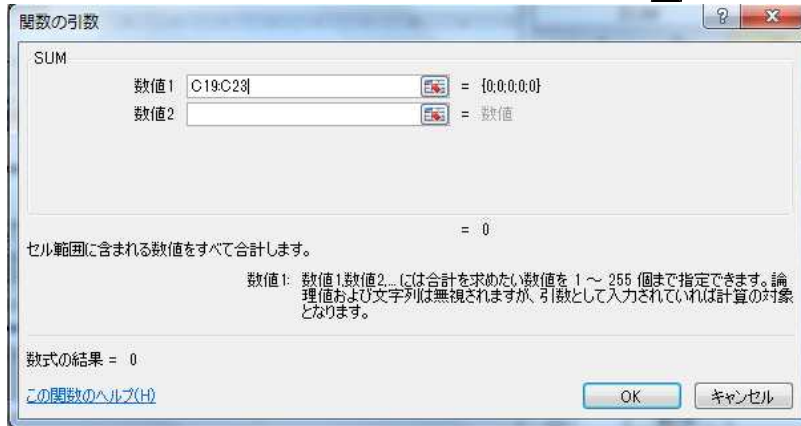 関数の引数
SUM
数値1 C19:C23 = {0;0;0;0;0}
数値2 = 数値
= 0
セル範囲に含まれる数値をすべて合計します。
数値1: 数値1,数値2,... には合計を求めたい数値を 1 ～ 255 個まで指定できます。論
理値および文字列は無視されますが、引数として入力されていれば計算の対象
となります。
数式の結果 = 0
この関数のヘルプ(H)
OK キャンセル